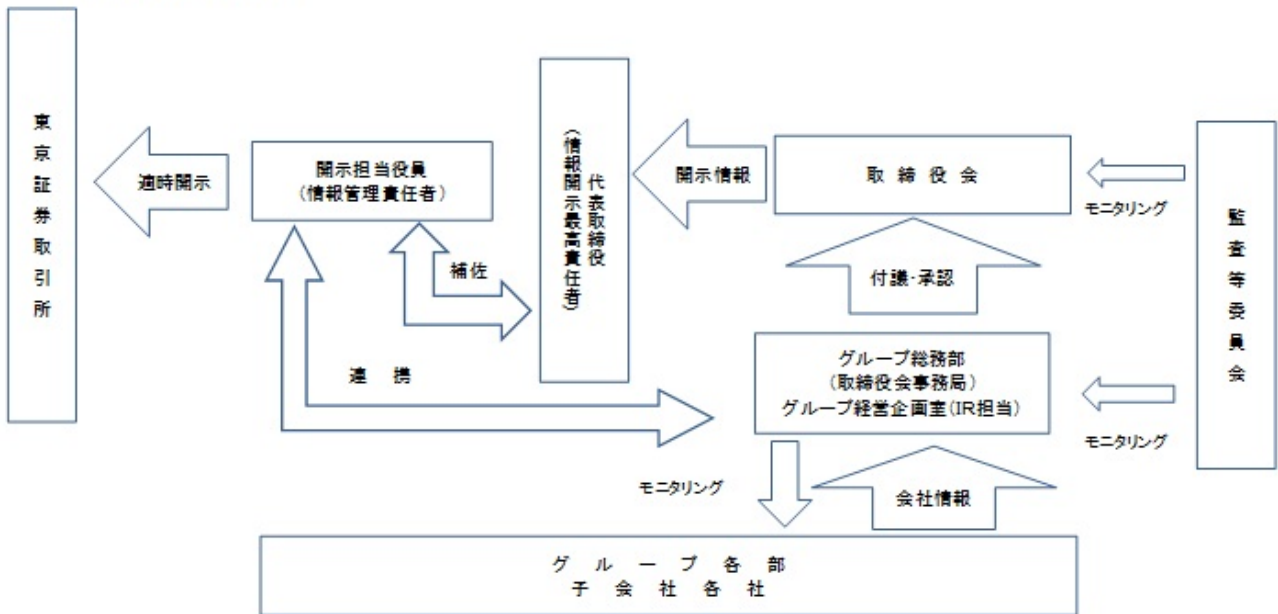 東京証券取引所
適時開示
開示担当役員
（情報管理責任者）
補佐
連 携
代表取締役
（情報開示最高責任者）
開示情報
取 締 役 会
モニタリング
監査等委員会
付議・承認
グループ総務部
（取締役会事務局）
グループ経営企画室（IR担当）
モニタリング
モニタリング
会社情報
グ ル ー プ 各 部
子 会 社 各 社